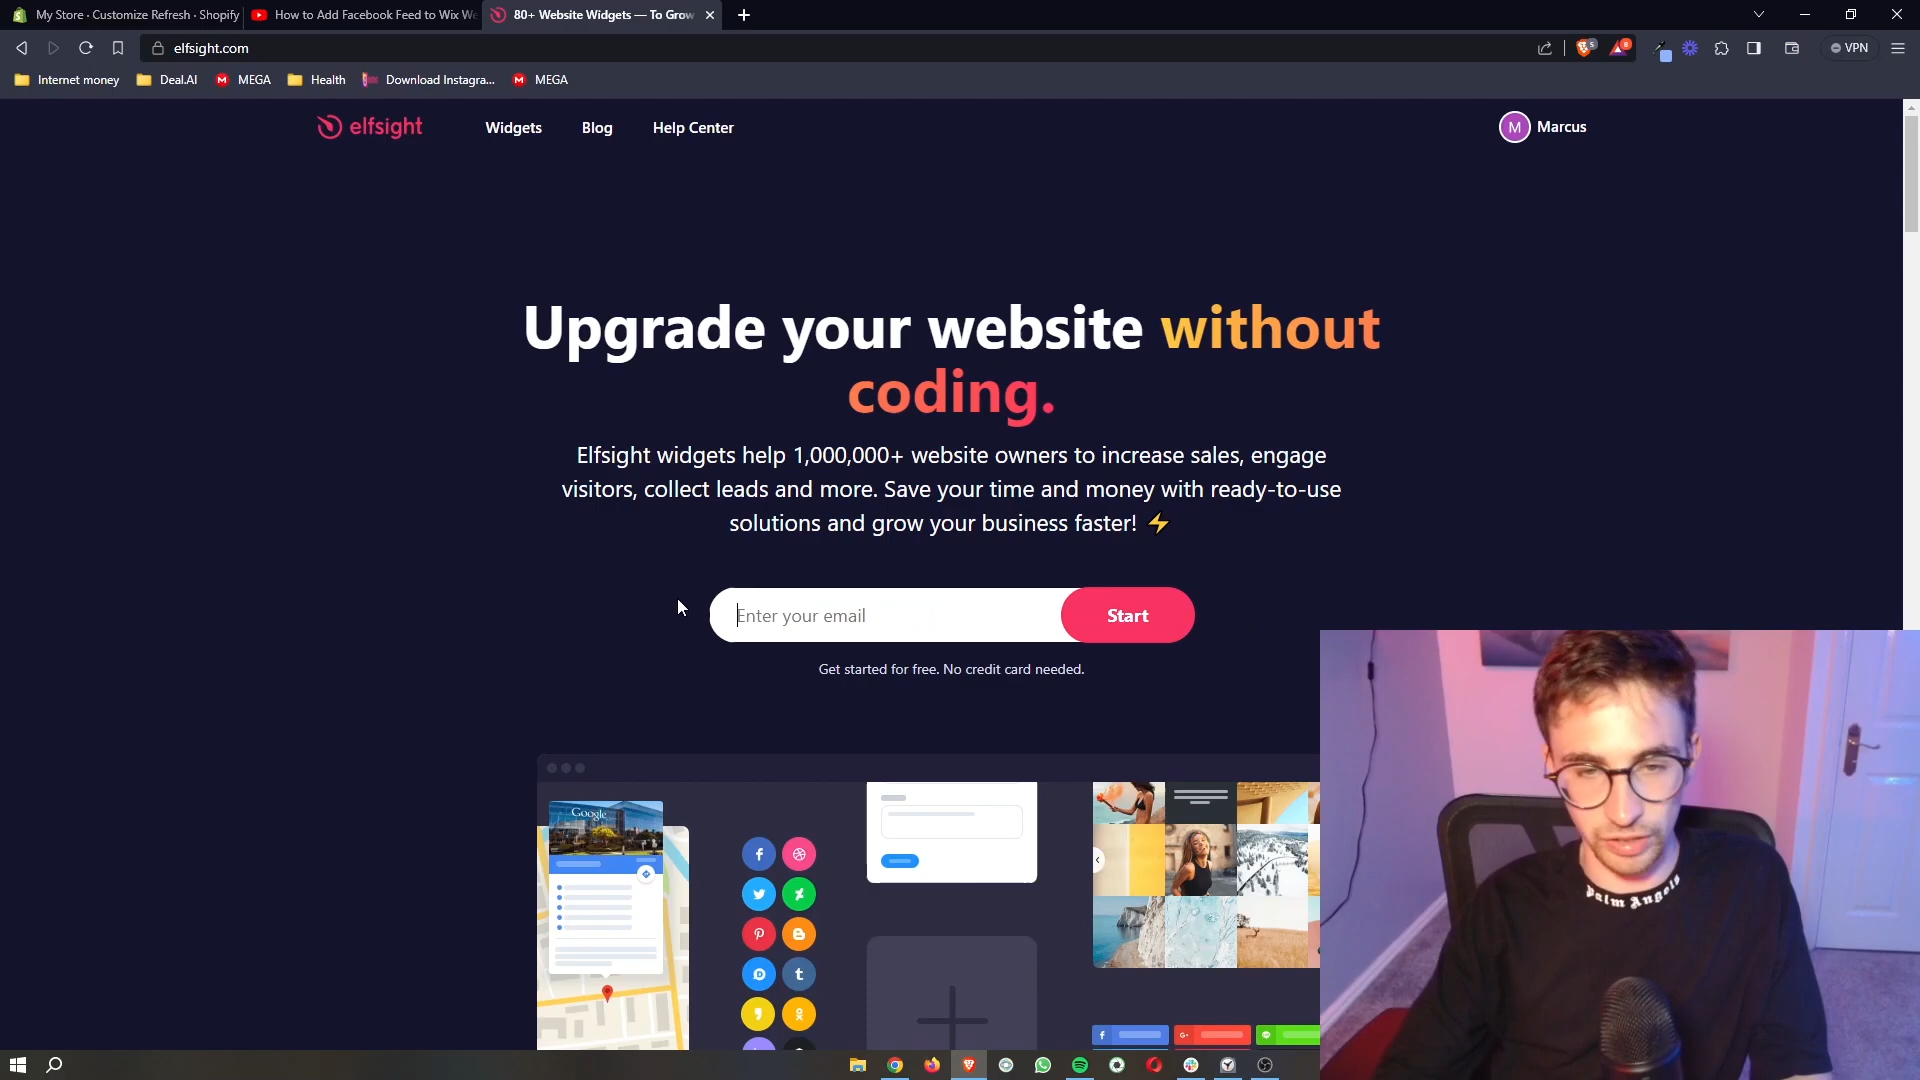 My Store · Customize Refresh · Shopify
How to Add Facebook Feed to Wix We
80+ Website Widgets — To Grow
elfsight.com
VPN
Internet money
Deal.AI
MEGA
Health
Download Instagra...
MEGA
elfsight
Widgets
Blog
Help Center
M
Marcus
Upgrade your website without
coding.
Elfsight widgets help 1,000,000+ website owners to increase sales, engage
visitors, collect leads and more. Save your time and money with ready-to-use
solutions and grow your business faster! ⚡
Enter your email
Start
Get started for free. No credit card needed.
Google
Palm Angels